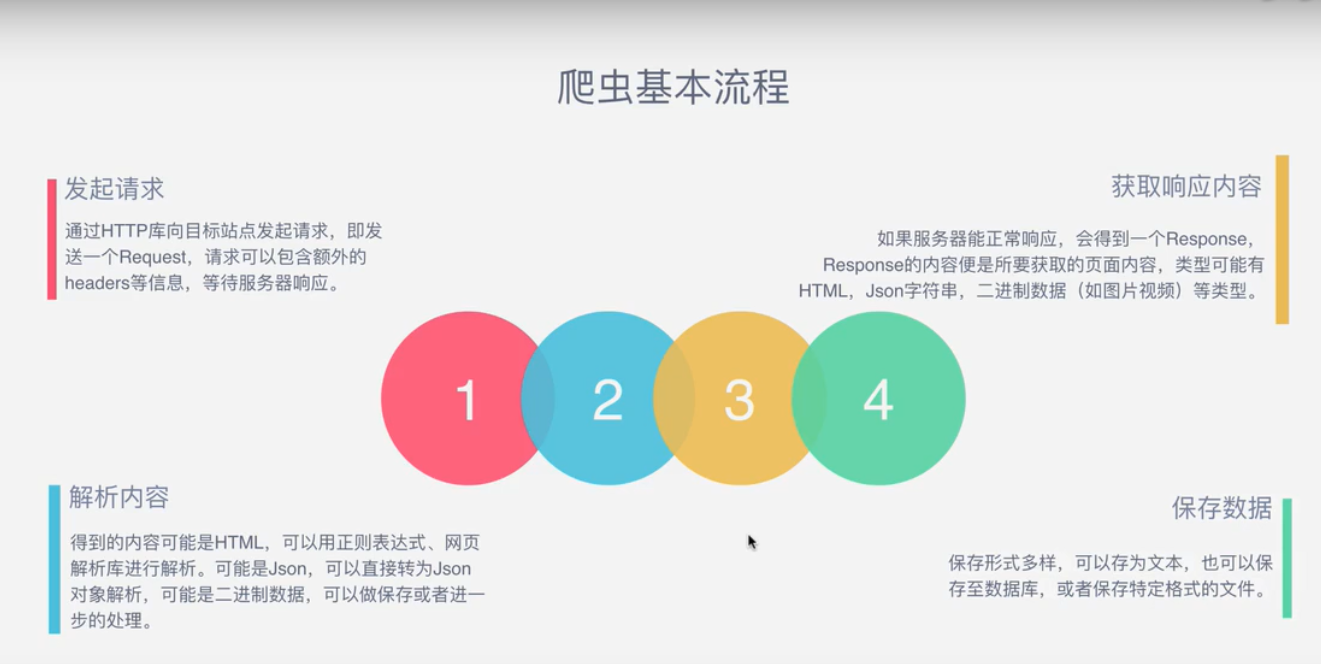 爬虫基本流程
发起请求
通过HTTP库向目标站点发起请求，即发
送一个Request，请求可以包含额外的
headers等信息，等待服务器响应。
获取响应内容
如果服务器能正常响应，会得到一个Response，
Response的内容便是所要获取的页面内容，类型可能有
HTML，Json字符串，二进制数据（如图片视频）等类型。
1
2
3
4
解析内容
得到的内容可能是HTML，可以用正则表达式、网页
解析库进行解析。可能是Json，可以直接转为Json
对象解析，可能是二进制数据，可以做保存或者进一
步的处理。
保存数据
保存形式多样，可以存为文本，也可以保
存至数据库，或者保存特定格式的文件。